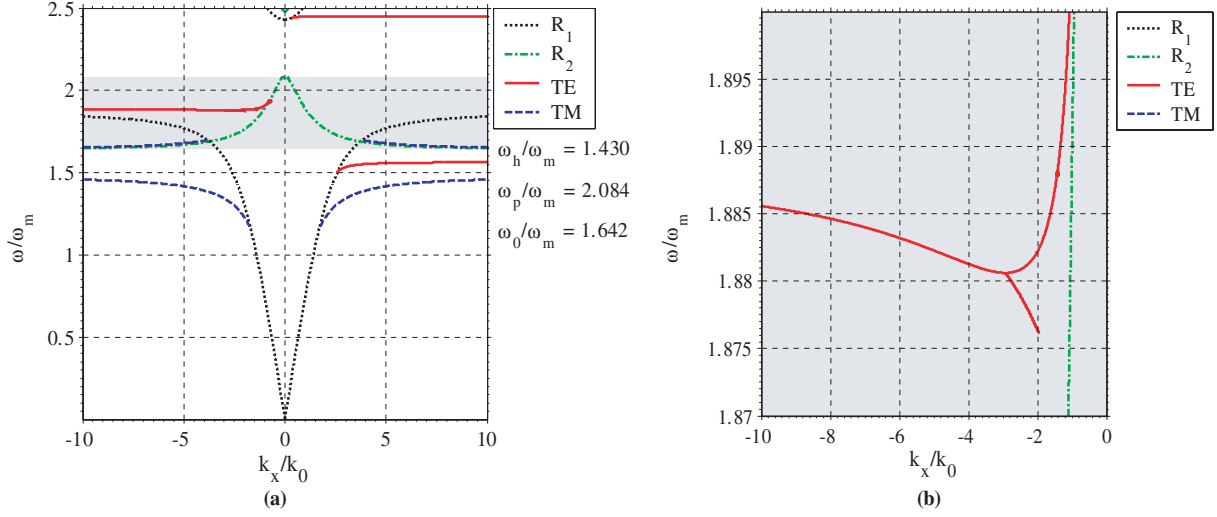 2.5
2
1.5
1
0.5
ω/ω_m
-10 -5 0 5 10
k_x/k_0
(a)
R_1
R_2
TE
TM
ω_h/ω_m = 1.430
ω_p/ω_m = 2.084
ω_0/ω_m = 1.642
1.895
1.89
1.885
1.88
1.875
1.87
ω/ω_m
-10 -8 -6 -4 -2 0
k_x/k_0
(b)
R_1
R_2
TE
TM